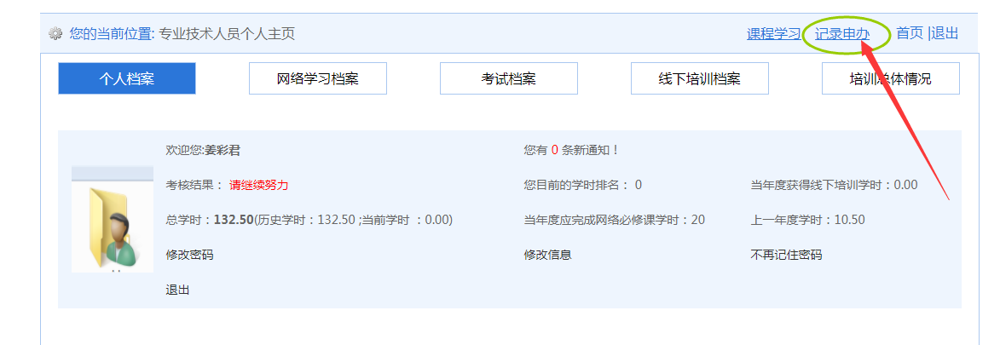 您的当前位置: 专业技术人员个人主页 课程学习 记录申办 首页 |退出
个人档案 网络学习档案 考试档案 线下培训档案 培训总体情况
欢迎您:姜彩君 您有 0 条新通知！
考核结果： 请继续努力 您目前的学时排名： 0 当年度获得线下培训学时：0.00
总学时：132.50(历史学时：132.50 ;当前学时 ：0.00) 当年度应完成网络必修课学时：20 上一年度学时：10.50
修改密码 修改信息 不再记住密码
退出